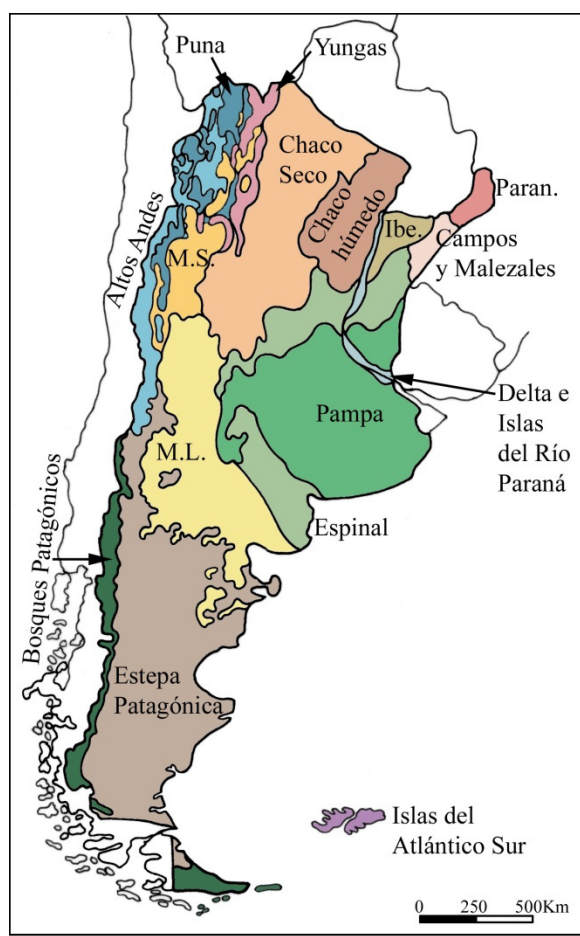 Puna
Yungas
Chaco
Seco
Paran.
Chaco
húmedo
Ibe.
Campos
y Malezales
Altos Andes
M.S.
Delta e
Islas
del Río
Paraná
Pampa
M.L.
Espinal
Bosques Patagónicos
Estepa
Patagónica
Islas del
Atlántico Sur
0 250 500Km